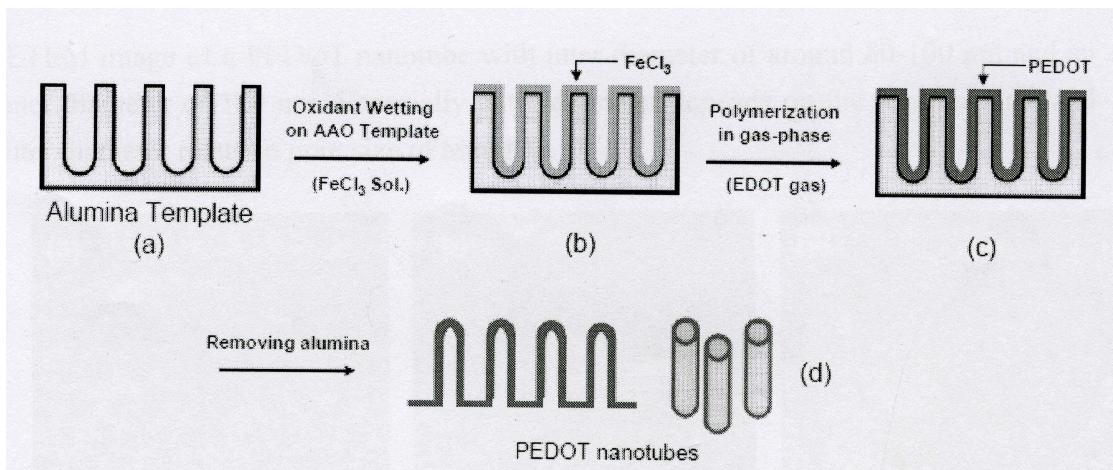 FeCl3
PEDOT
Oxidant Wetting
on AAO Template
(FeCl3 Sol.)
Polymerization
in gas-phase
(EDOT gas)
Alumina Template
(a)
(b)
(c)
Removing alumina
(d)
PEDOT nanotubes